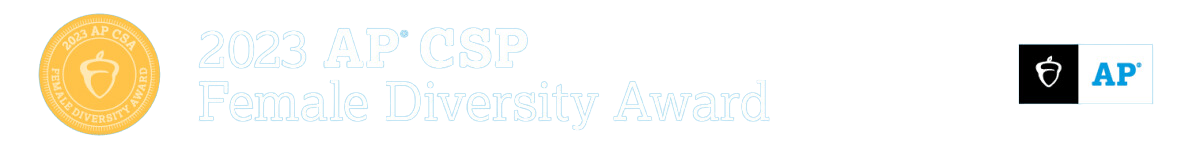 2023 AP CSA
FEMALE DIVERSITY AWARD
2023 AP® CSP
Female Diversity Award
AP®